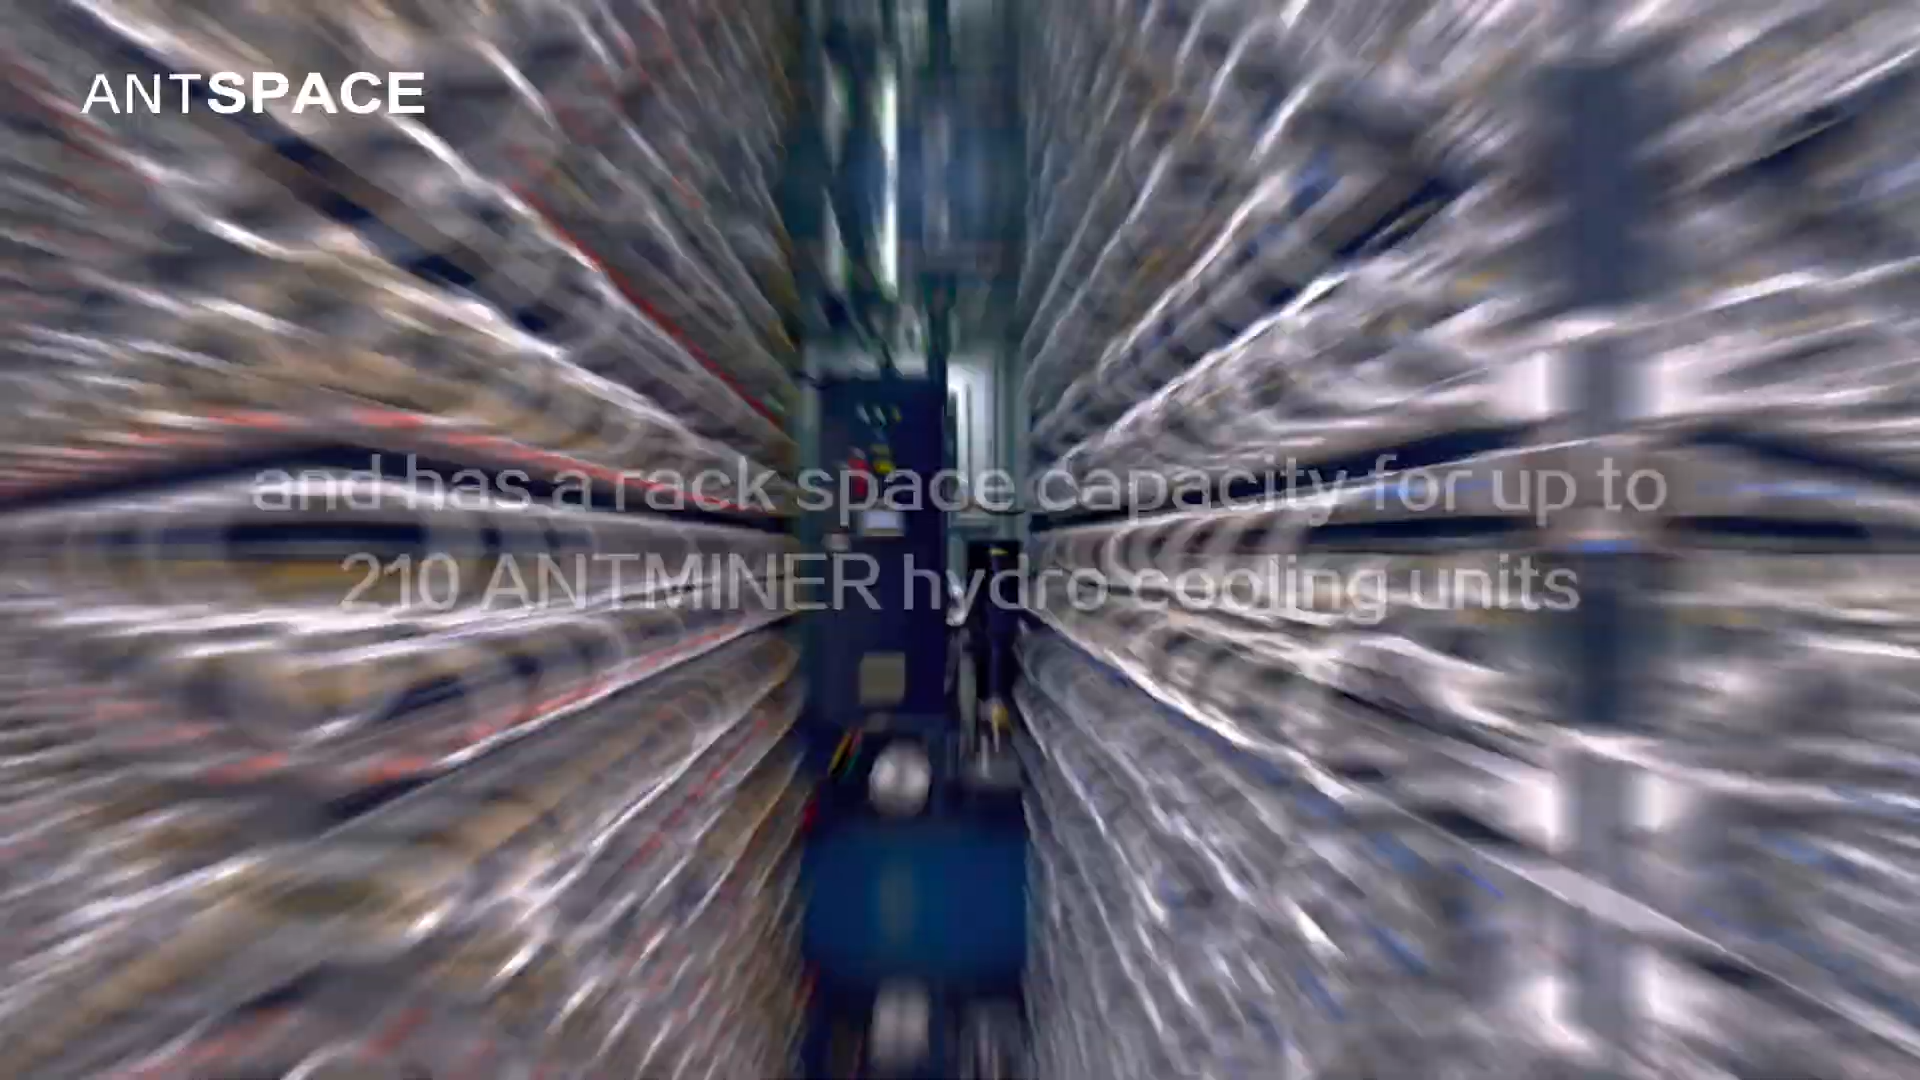 ANTSPACE
and has a rack space capacity for up to
210 ANTMINER hydro cooling units